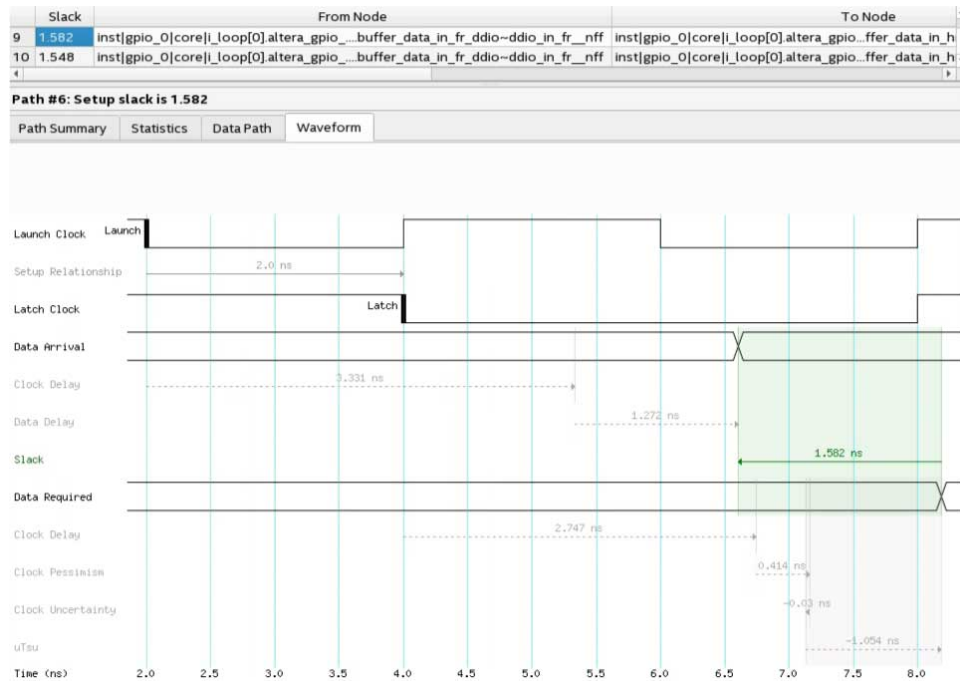 Slack From Node To Node
9 1.582 inst|gpio_0|core|i_loop[0].altera_gpio_....buffer_data_in_fr_ddio~ddio_in_fr__nff inst|gpio_0|core|i_loop[0].altera_gpio...ffer_data_in_h
10 1.548 inst|gpio_0|core|i_loop[0].altera_gpio_....buffer_data_in_fr_ddio~ddio_in_fr__nff inst|gpio_0|core|i_loop[0].altera_gpio...ffer_data_in_h
Path #6: Setup slack is 1.582
Path Summary Statistics Data Path Waveform
Launch Clock Launch
Setup Relationship 2.0 ns
Latch Clock Latch
Data Arrival
Clock Delay 3.331 ns
Data Delay 1.272 ns
Slack 1.582 ns
Data Required
Clock Delay 2.747 ns
Clock Pessimism 0.414 ns
Clock Uncertainty -0.03 ns
uTsu -1.054 ns
Time (ns) 2.0 2.5 3.0 3.5 4.0 4.5 5.0 5.5 6.0 6.5 7.0 7.5 8.0